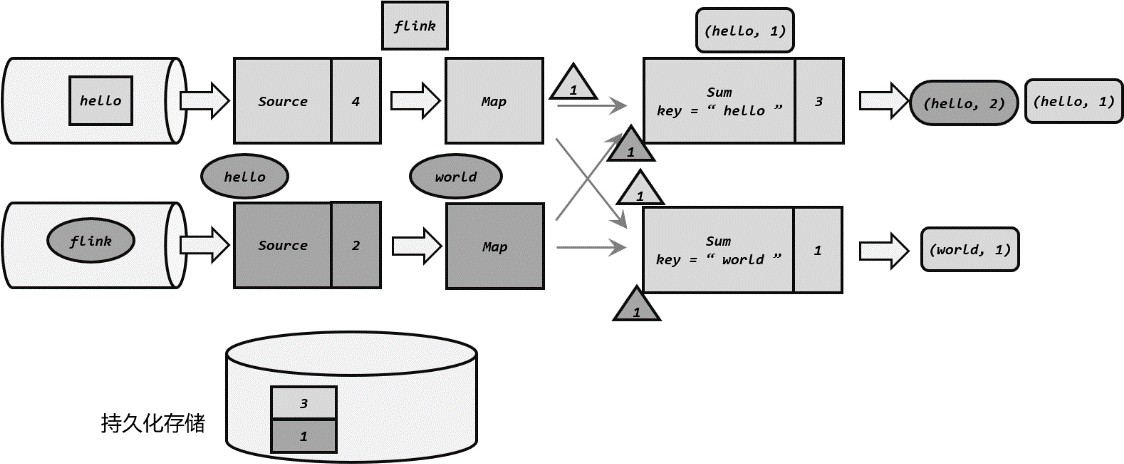 flink
(hello, 1)
hello
Source
4
Map
1
Sum
key = “ hello ”
3
(hello, 2)
(hello, 1)
1
hello
world
1
flink
Source
2
Map
Sum
key = “ world ”
1
(world, 1)
1
持久化存储
3
1